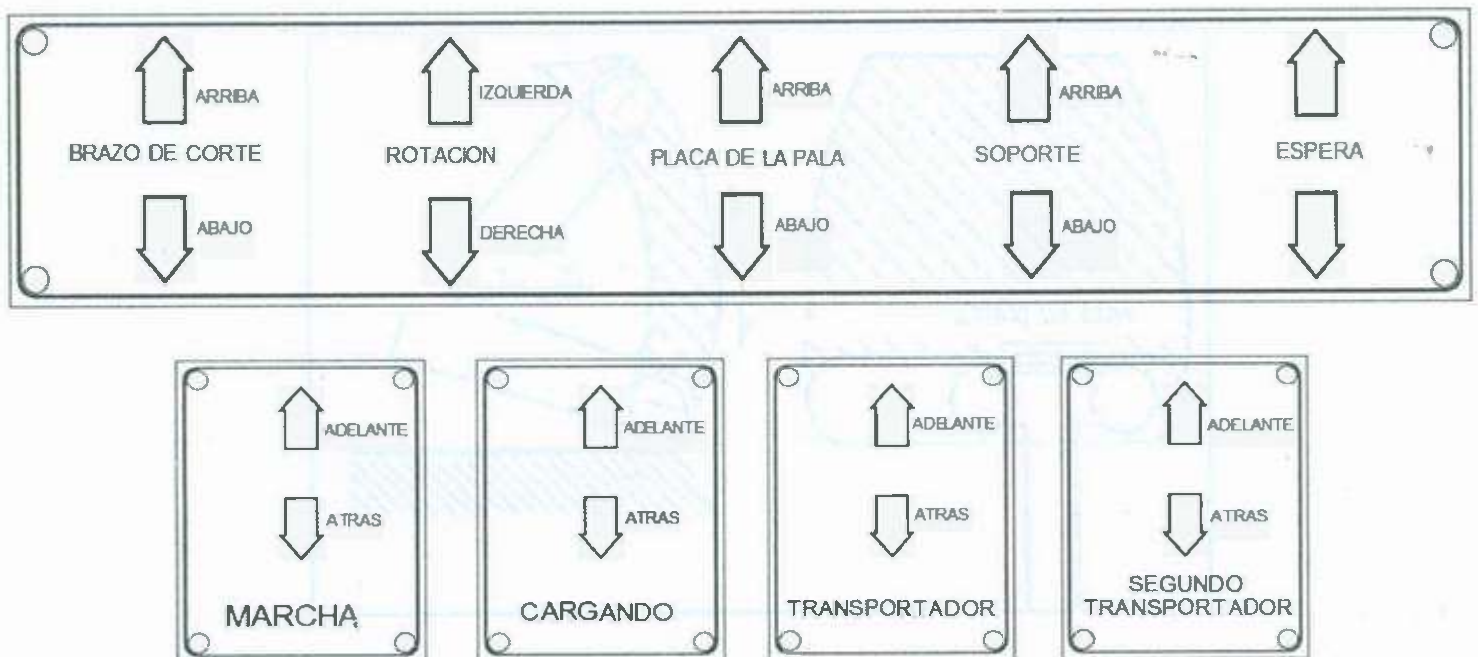 ARRIBA
BRAZO DE CORTE
ABAJO
IZQUIERDA
ROTACION
DERECHA
ARRIBA
PLACA DE LA PALA
ABAJO
ARRIBA
SOPORTE
ABAJO
ESPERA
ADELANTE
ATRAS
MARCHA
ADELANTE
ATRAS
CARGANDO
ADELANTE
ATRAS
TRANSPORTADOR
ADELANTE
ATRAS
SEGUNDO
TRANSPORTADOR